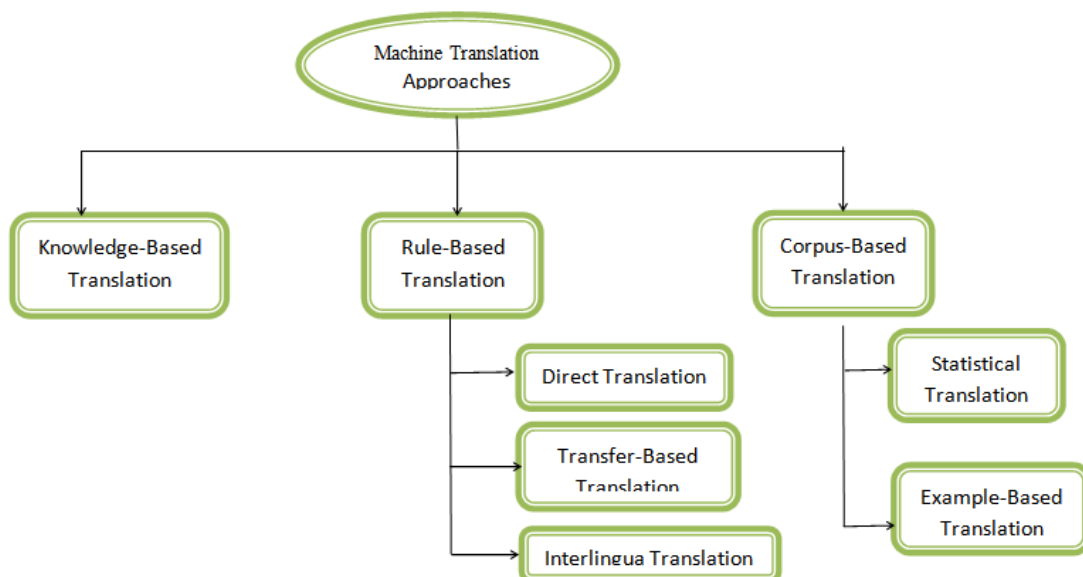 Machine Translation
Approaches
Knowledge-Based
Translation
Rule-Based
Translation
Corpus-Based
Translation
Direct Translation
Transfer-Based
Translation
Interlingua Translation
Statistical
Translation
Example-Based
Translation